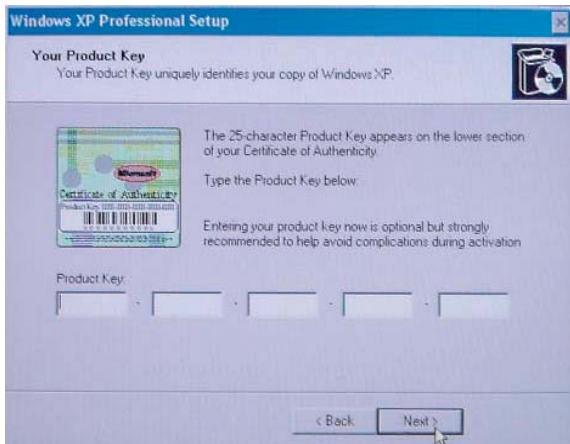 Windows XP Professional Setup
Your Product Key
Your Product Key uniquely identifies your copy of Windows XP.
The 25-character Product Key appears on the lower section
of your Certificate of Authenticity.
Type the Product Key below:
Microsoft
Certificate of Authenticity
Product Key:
Entering your product key now is optional but strongly
recommended to help avoid complications during activation
Product Key:
- - - -
< Back
Next >